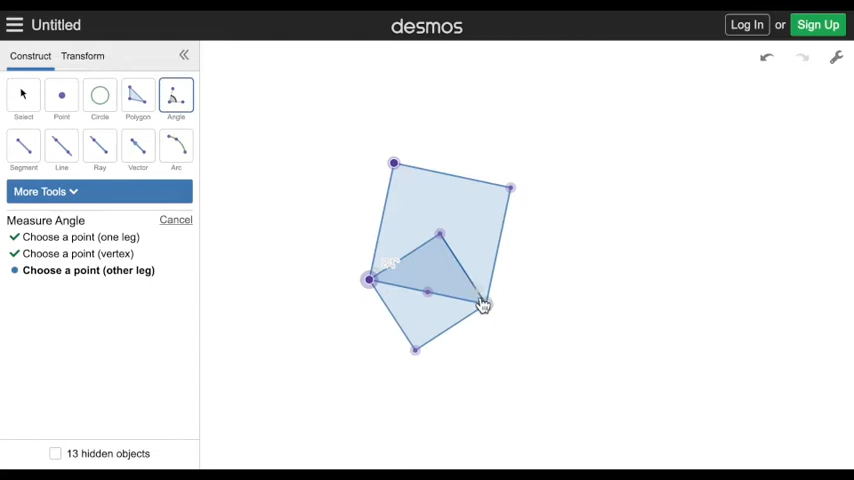 Untitled
desmos
Log In or Sign Up
Construct Transform
Select Point Circle Polygon Angle
Segment Line Ray Vector Arc
More Tools
Measure Angle Cancel
Choose a point (one leg)
Choose a point (vertex)
Choose a point (other leg)
13 hidden objects